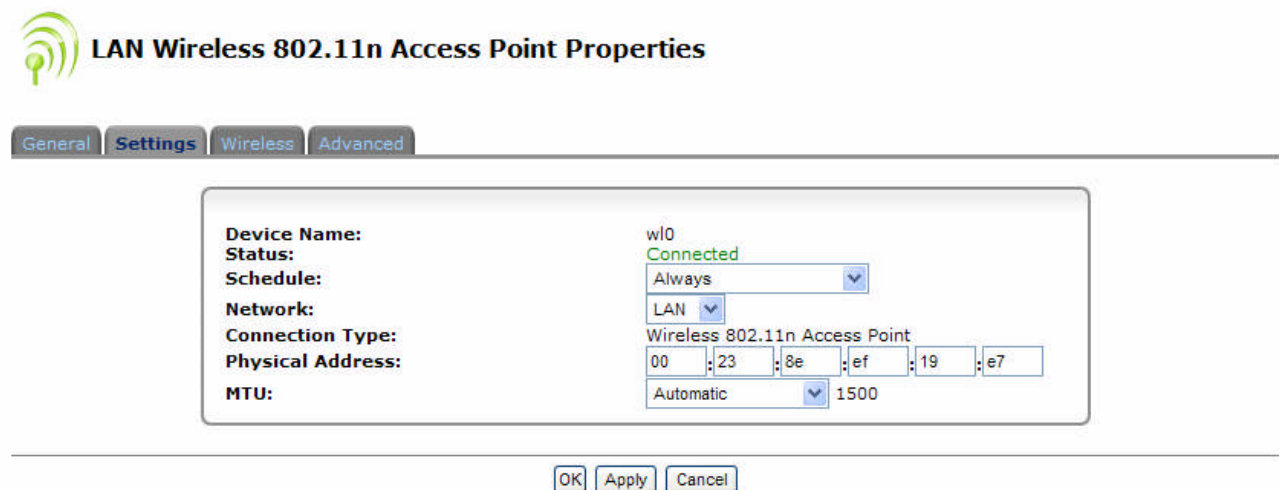 LAN Wireless 802.11n Access Point Properties
General Settings Wireless Advanced
Device Name: wl0
Status: Connected
Schedule: Always
Network: LAN
Connection Type: Wireless 802.11n Access Point
Physical Address: 00 : 23 : 8e : ef : 19 : e7
MTU: Automatic 1500
OK Apply Cancel